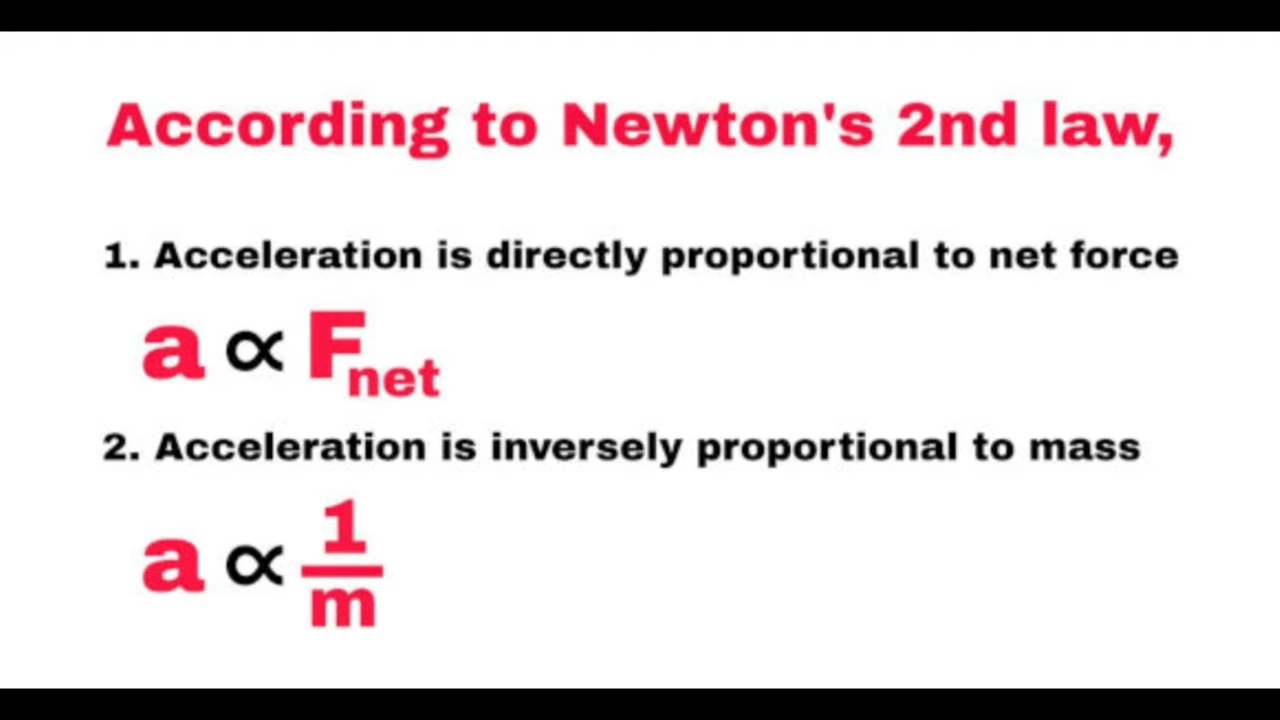 According to Newton's 2nd law,
1. Acceleration is directly proportional to net force
a ∝ Fnet
2. Acceleration is inversely proportional to mass
a ∝ 1/m